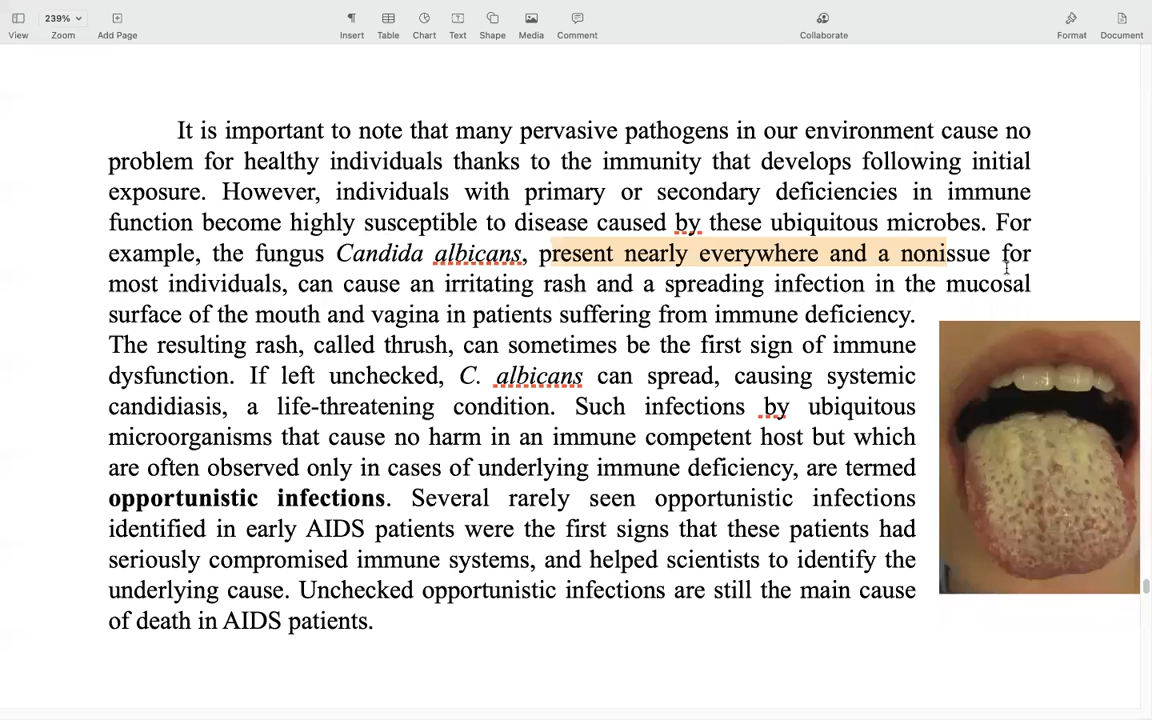 239%
View
Zoom
Add Page
Insert
Table
Chart
Text
Shape
Media
Comment
Collaborate
Format
Document
It is important to note that many pervasive pathogens in our environment cause no
problem for healthy individuals thanks to the immunity that develops following initial
exposure. However, individuals with primary or secondary deficiencies in immune
function become highly susceptible to disease caused by these ubiquitous microbes. For
example, the fungus Candida albicans, present nearly everywhere and a nonissue for
most individuals, can cause an irritating rash and a spreading infection in the mucosal
surface of the mouth and vagina in patients suffering from immune deficiency.
The resulting rash, called thrush, can sometimes be the first sign of immune
dysfunction. If left unchecked, C. albicans can spread, causing systemic
candidiasis, a life-threatening condition. Such infections by ubiquitous
microorganisms that cause no harm in an immune competent host but which
are often observed only in cases of underlying immune deficiency, are termed
opportunistic infections. Several rarely seen opportunistic infections
identified in early AIDS patients were the first signs that these patients had
seriously compromised immune systems, and helped scientists to identify the
underlying cause. Unchecked opportunistic infections are still the main cause
of death in AIDS patients.